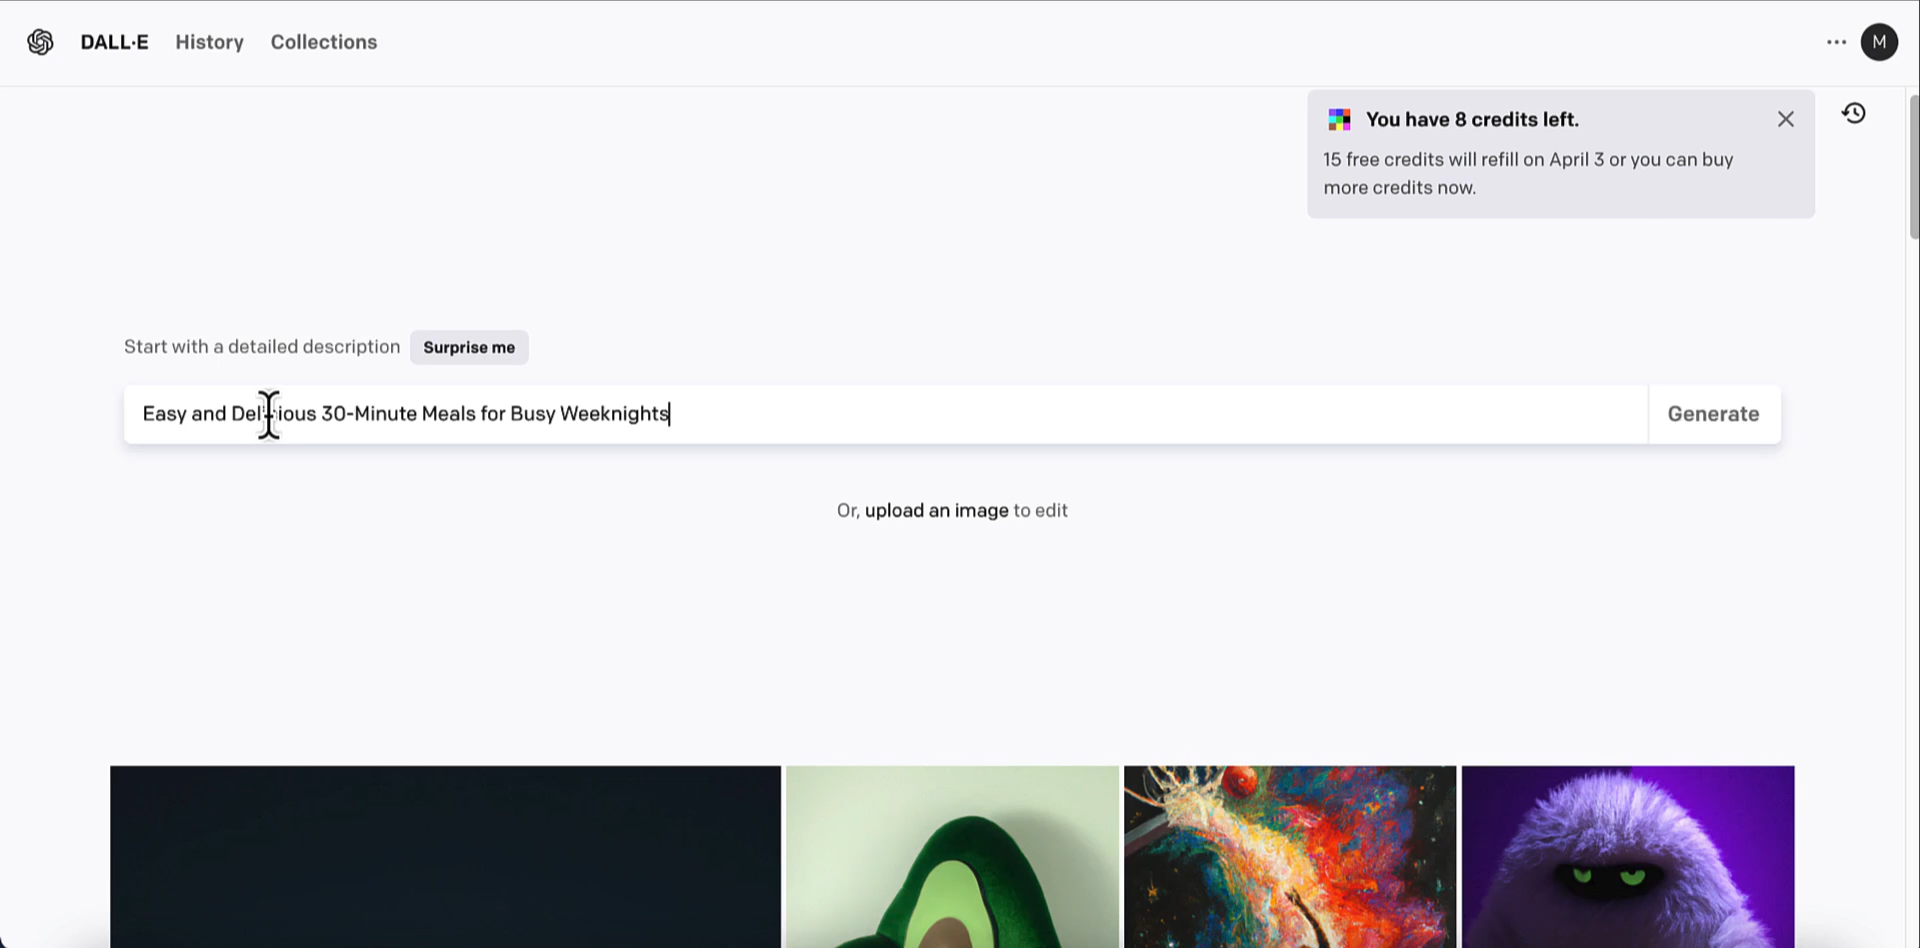 DALL·E History Collections
··· M
You have 8 credits left.
15 free credits will refill on April 3 or you can buy
more credits now.
Start with a detailed description Surprise me
Easy and Delicious 30-Minute Meals for Busy Weeknights
Generate
Or, upload an image to edit